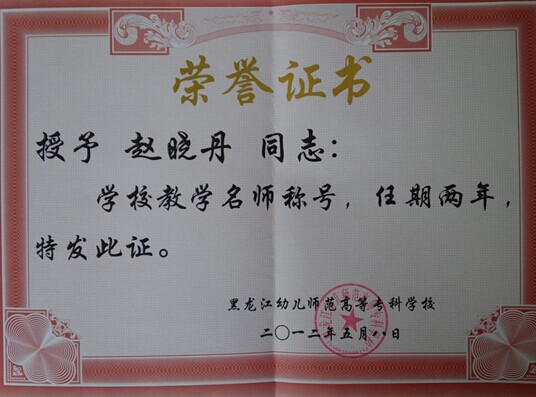 荣誉证书
授予 赵晓丹 同志：
学校教学名师称号，任期两年，
特发此证。
黑龙江幼儿师范高等专科学校
二〇一二年五月八日